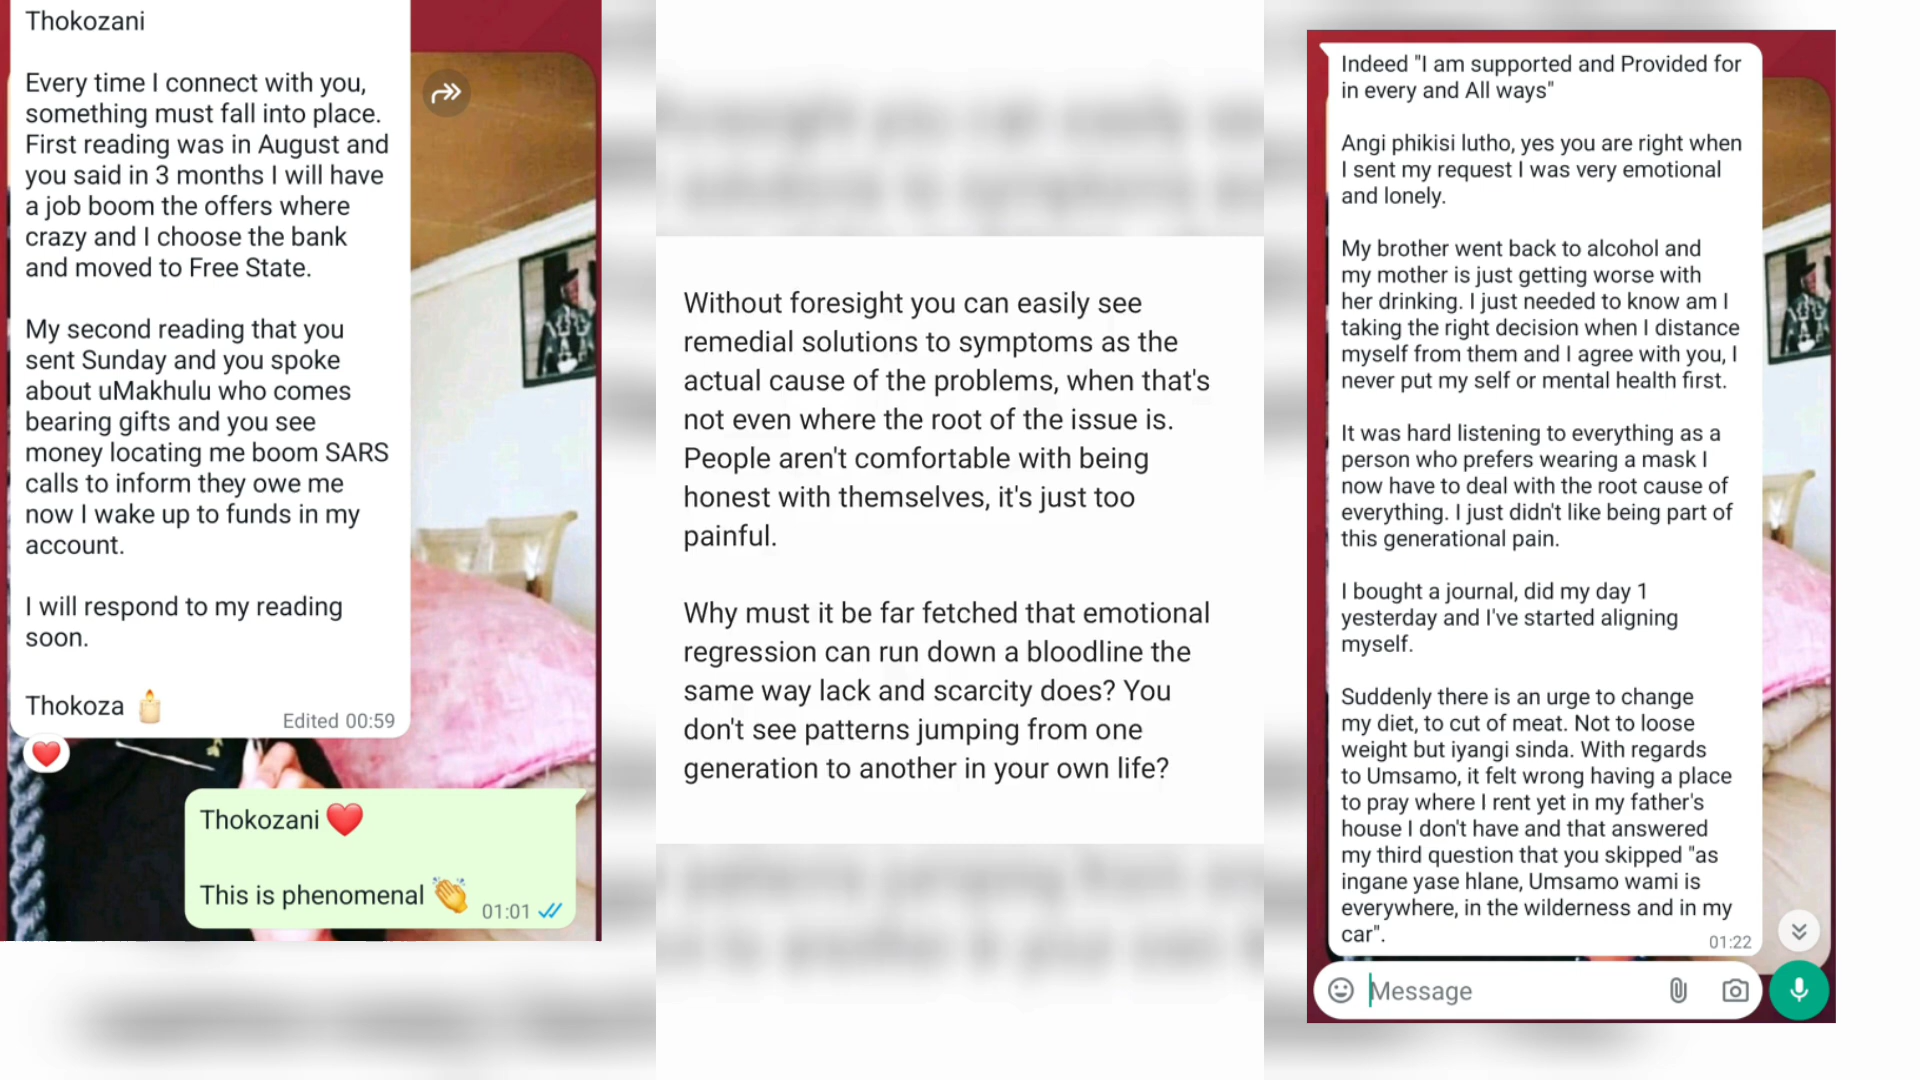 Thokozani
Every time I connect with you,
something must fall into place.
First reading was in August and
you said in 3 months I will have
a job boom the offers where
crazy and I choose the bank
and moved to Free State.
My second reading that you
sent Sunday and you spoke
about uMakhulu who comes
bearing gifts and you see
money locating me boom SARS
calls to inform they owe me
now I wake up to funds in my
account.
I will respond to my reading
soon.
Thokoza 🕯️
Edited 00:59
❤️
Thokozani ❤️
This is phenomenal 👏
01:01
Without foresight you can easily see
remedial solutions to symptoms as the
actual cause of the problems, when that's
not even where the root of the issue is.
People aren't comfortable with being
honest with themselves, it's just too
painful.
Why must it be far fetched that emotional
regression can run down a bloodline the
same way lack and scarcity does? You
don't see patterns jumping from one
generation to another in your own life?
Indeed "I am supported and Provided for
in every and All ways"
Angi phikisi lutho, yes you are right when
I sent my request I was very emotional
and lonely.
My brother went back to alcohol and
my mother is just getting worse with
her drinking. I just needed to know am I
taking the right decision when I distance
myself from them and I agree with you, I
never put my self or mental health first.
It was hard listening to everything as a
person who prefers wearing a mask I
now have to deal with the root cause of
everything. I just didn't like being part of
this generational pain.
I bought a journal, did my day 1
yesterday and I've started aligning
myself.
Suddenly there is an urge to change
my diet, to cut of meat. Not to loose
weight but iyangi sinda. With regards
to Umsamo, it felt wrong having a place
to pray where I rent yet in my father's
house I don't have and that answered
my third question that you skipped "as
ingane yase hlane, Umsamo wami is
everywhere, in the wilderness and in my
car".
01:22
Message